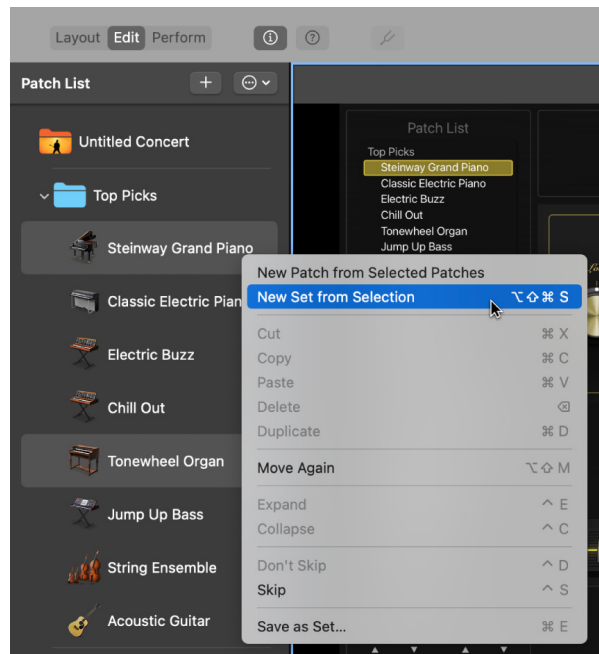 Layout Edit Perform
Patch List
Untitled Concert
Top Picks
Steinway Grand Piano
Classic Electric Pian
Electric Buzz
Chill Out
Tonewheel Organ
Jump Up Bass
String Ensemble
Acoustic Guitar
Patch List
Top Picks
Steinway Grand Piano
Classic Electric Piano
Electric Buzz
Chill Out
Tonewheel Organ
Jump Up Bass
New Patch from Selected Patches
New Set from Selection ⌥⇧⌘ S
Cut ⌘ X
Copy ⌘ C
Paste ⌘ V
Delete ⌫
Duplicate ⌘ D
Move Again ⌥⇧ M
Expand ^ E
Collapse ^ C
Don't Skip ^ D
Skip ^ S
Save as Set... ⌘ E